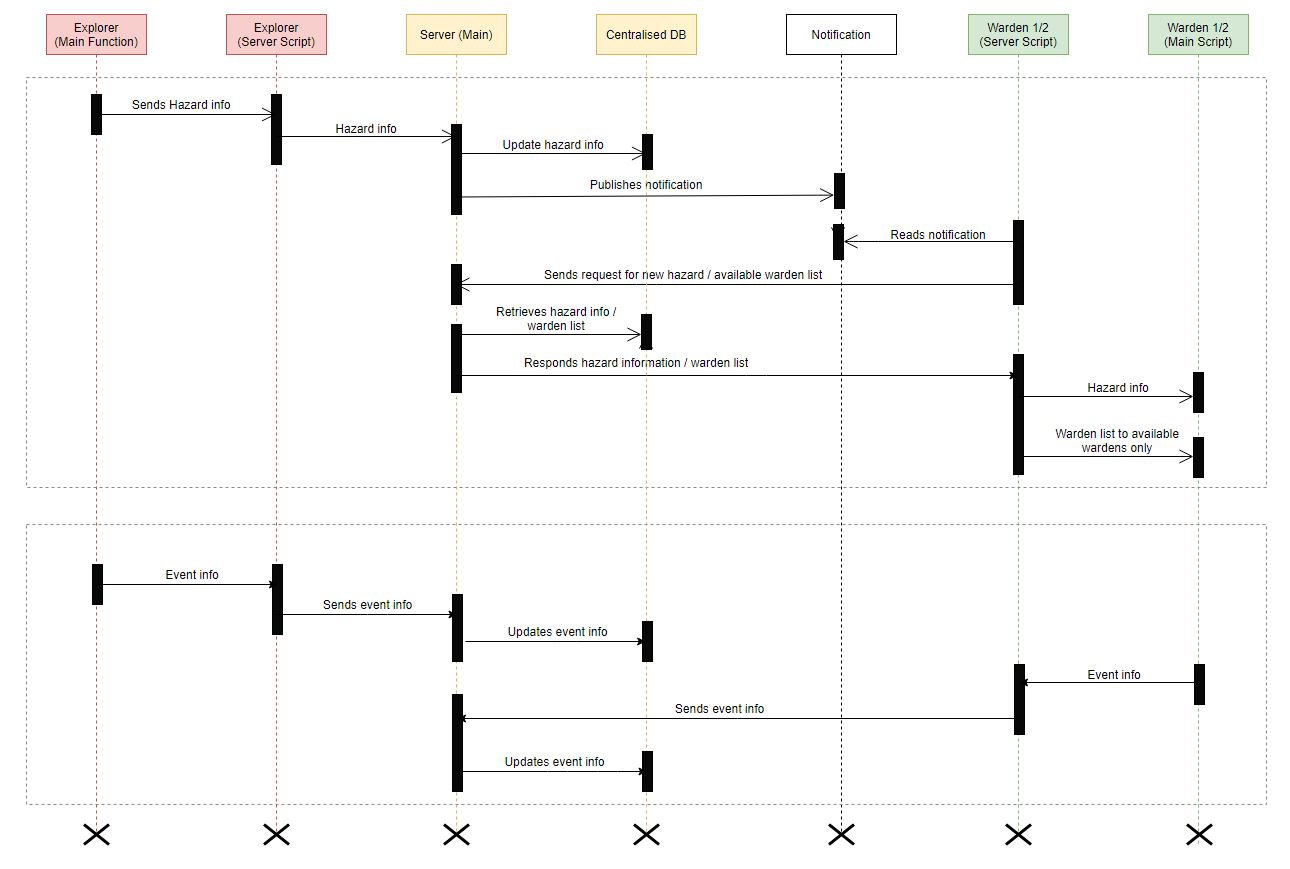 Explorer
(Main Function)
Explorer
(Server Script)
Server (Main)
Centralised DB
Notification
Warden 1/2
(Server Script)
Warden 1/2
(Main Script)
Sends Hazard info
Hazard info
Update hazard info
Publishes notification
Reads notification
Sends request for new hazard / available warden list
Retrieves hazard info /
warden list
Responds hazard information / warden list
Hazard info
Warden list to available
wardens only
Event info
Sends event info
Updates event info
Event info
Sends event info
Updates event info